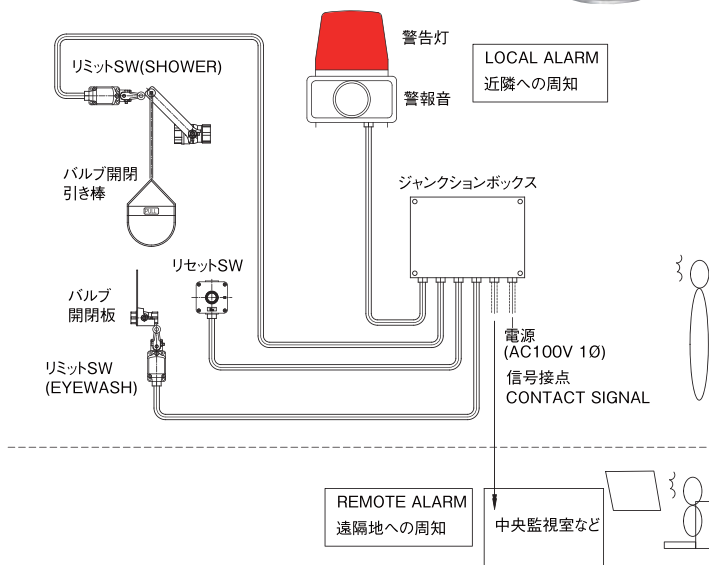 リミットSW(SHOWER)
警告灯
警報音
LOCAL ALARM
近隣への周知
バルブ開閉
引き棒
PULL
ジャンクションボックス
リセットSW
バルブ
開閉板
リミットSW
(EYEWASH)
電源
(AC100V 1Ø)
信号接点
CONTACT SIGNAL
REMOTE ALARM
遠隔地への周知
中央監視室など